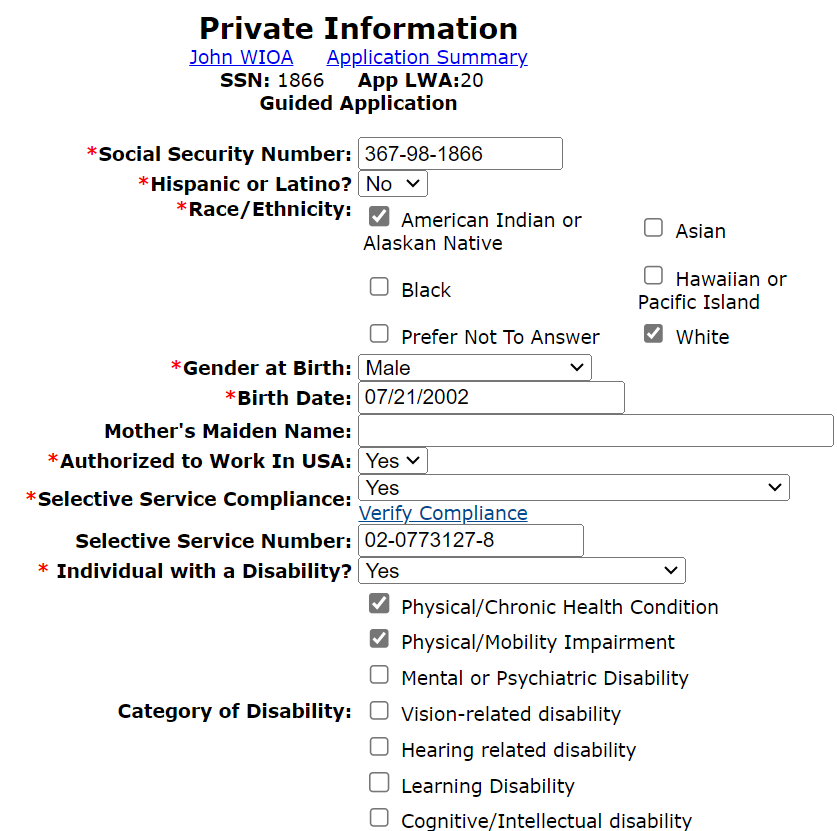 Private Information
John WIOA Application Summary
SSN: 1866 App LWA:20
Guided Application
*Social Security Number: 367-98-1866
*Hispanic or Latino? No
*Race/Ethnicity:
American Indian or Alaskan Native
Asian
Black
Hawaiian or Pacific Island
Prefer Not To Answer
White
*Gender at Birth: Male
*Birth Date: 07/21/2002
Mother's Maiden Name:
*Authorized to Work In USA: Yes
*Selective Service Compliance: Yes
Verify Compliance
Selective Service Number: 02-0773127-8
* Individual with a Disability? Yes
Category of Disability:
Physical/Chronic Health Condition
Physical/Mobility Impairment
Mental or Psychiatric Disability
Vision-related disability
Hearing related disability
Learning Disability
Cognitive/Intellectual disability